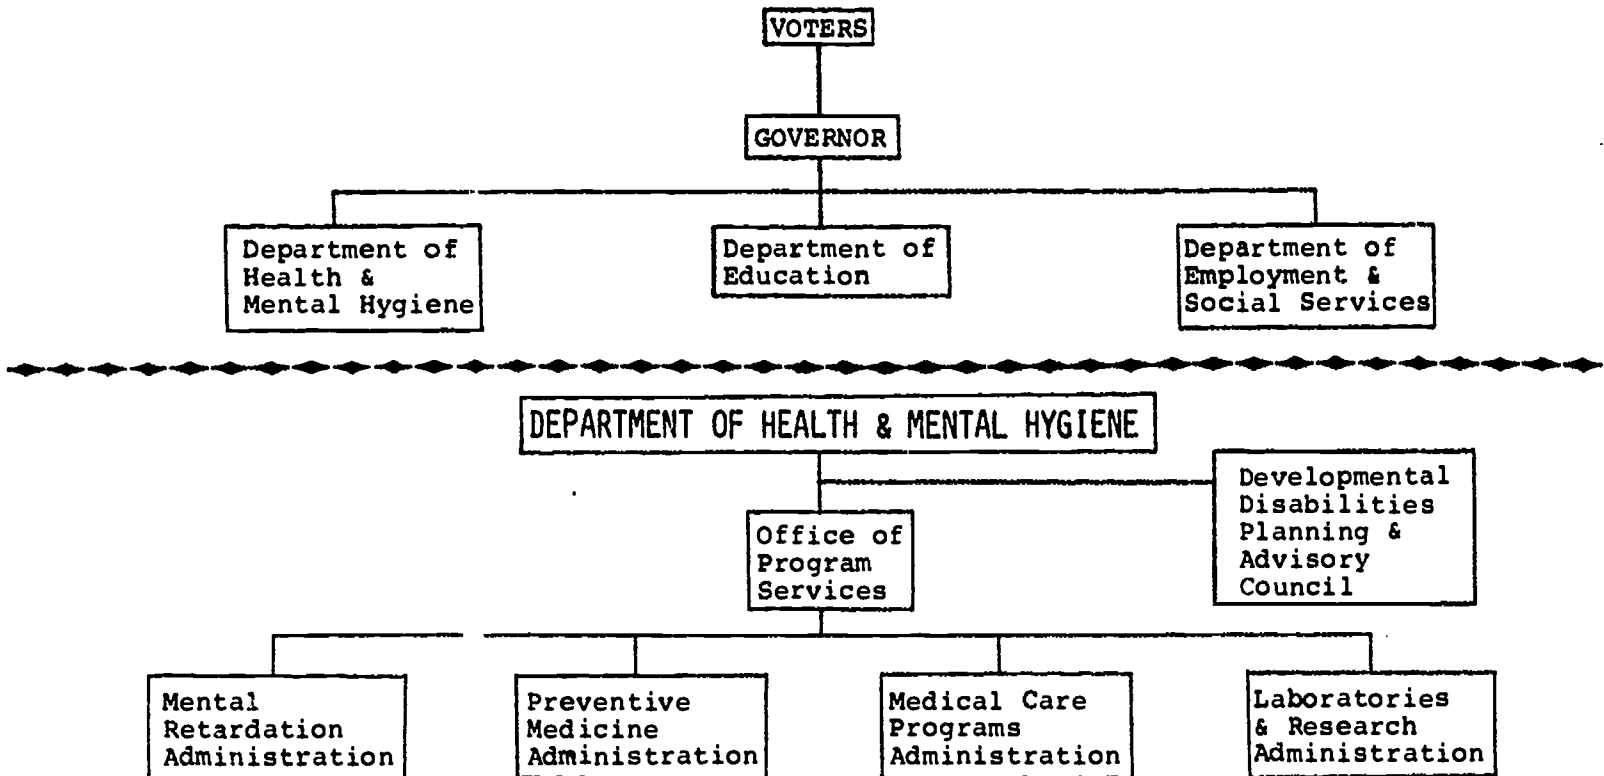 VOTERS
GOVERNOR
Department of
Health &
Mental Hygiene
Department of
Education
Department of
Employment &
Social Services
DEPARTMENT OF HEALTH & MENTAL HYGIENE
Developmental
Disabilities
Planning &
Advisory
Council
Office of
Program
Services
Mental
Retardation
Administration
Preventive
Medicine
Administration
Medical Care
Programs
Administration
Laboratories
& Research
Administration